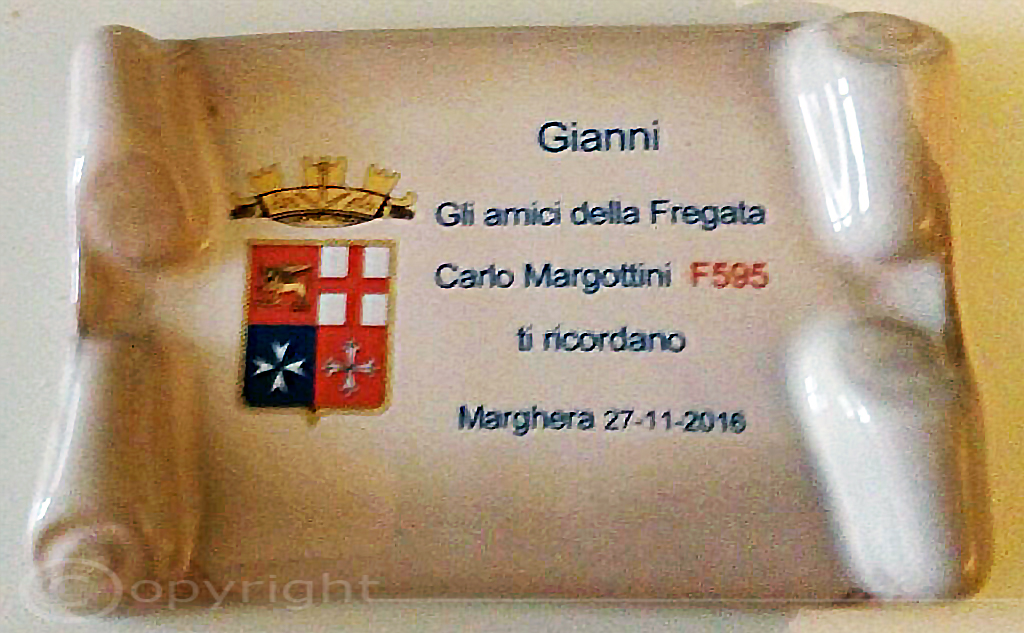 Gianni
Gli amici della Fregata
Carlo Margottini F595
ti ricordano
Marghera 27-11-2016
Copyright